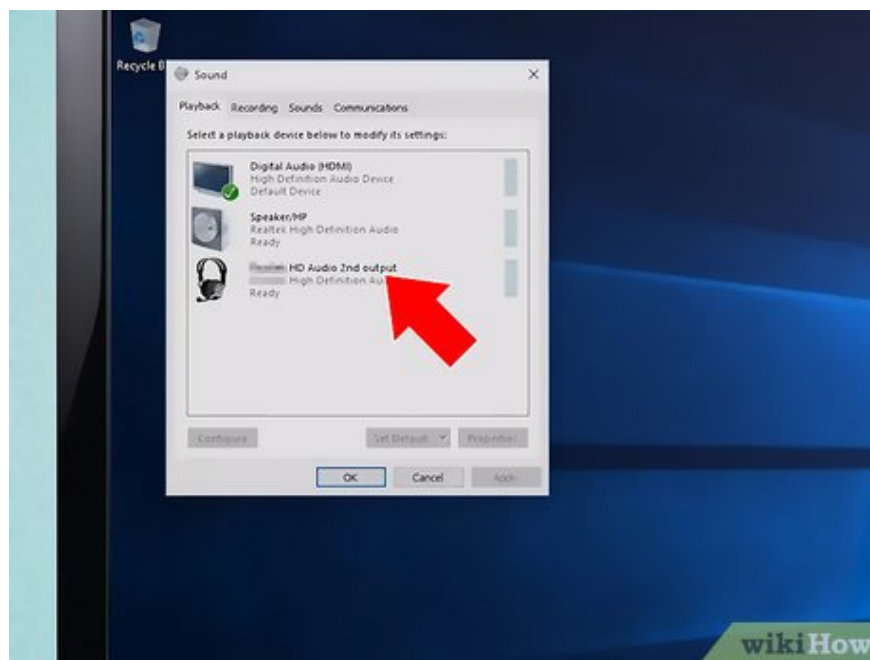 Recycle B
Sound
Playback Recording Sounds Communications
Select a playback device below to modify its settings:
Digital Audio (HDMI)
High Definition Audio Device
Default Device
Speaker/HP
Realtek High Definition Audio
Ready
HD Audio 2nd output
High Definition Au
Ready
Configure Set Default Properties
OK Cancel Apply
wikiHow